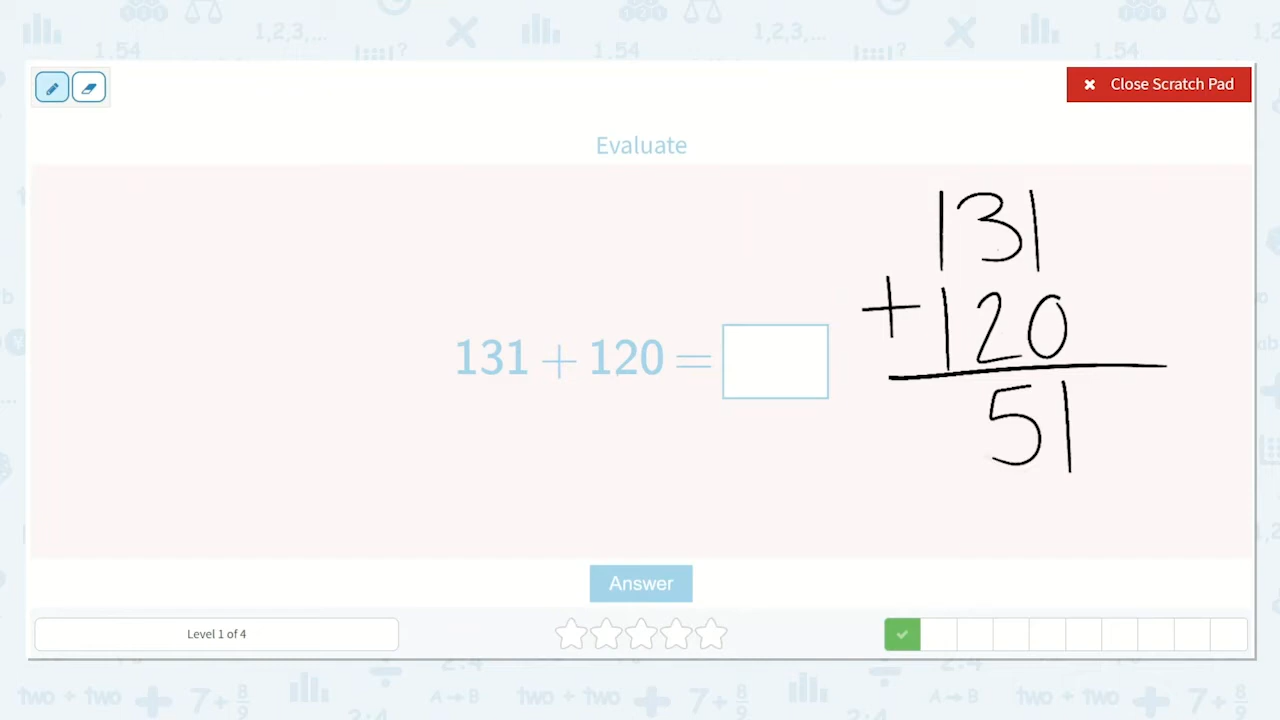 Close Scratch Pad
Evaluate
131 + 120 =
131
+120
51
Answer
Level 1 of 4